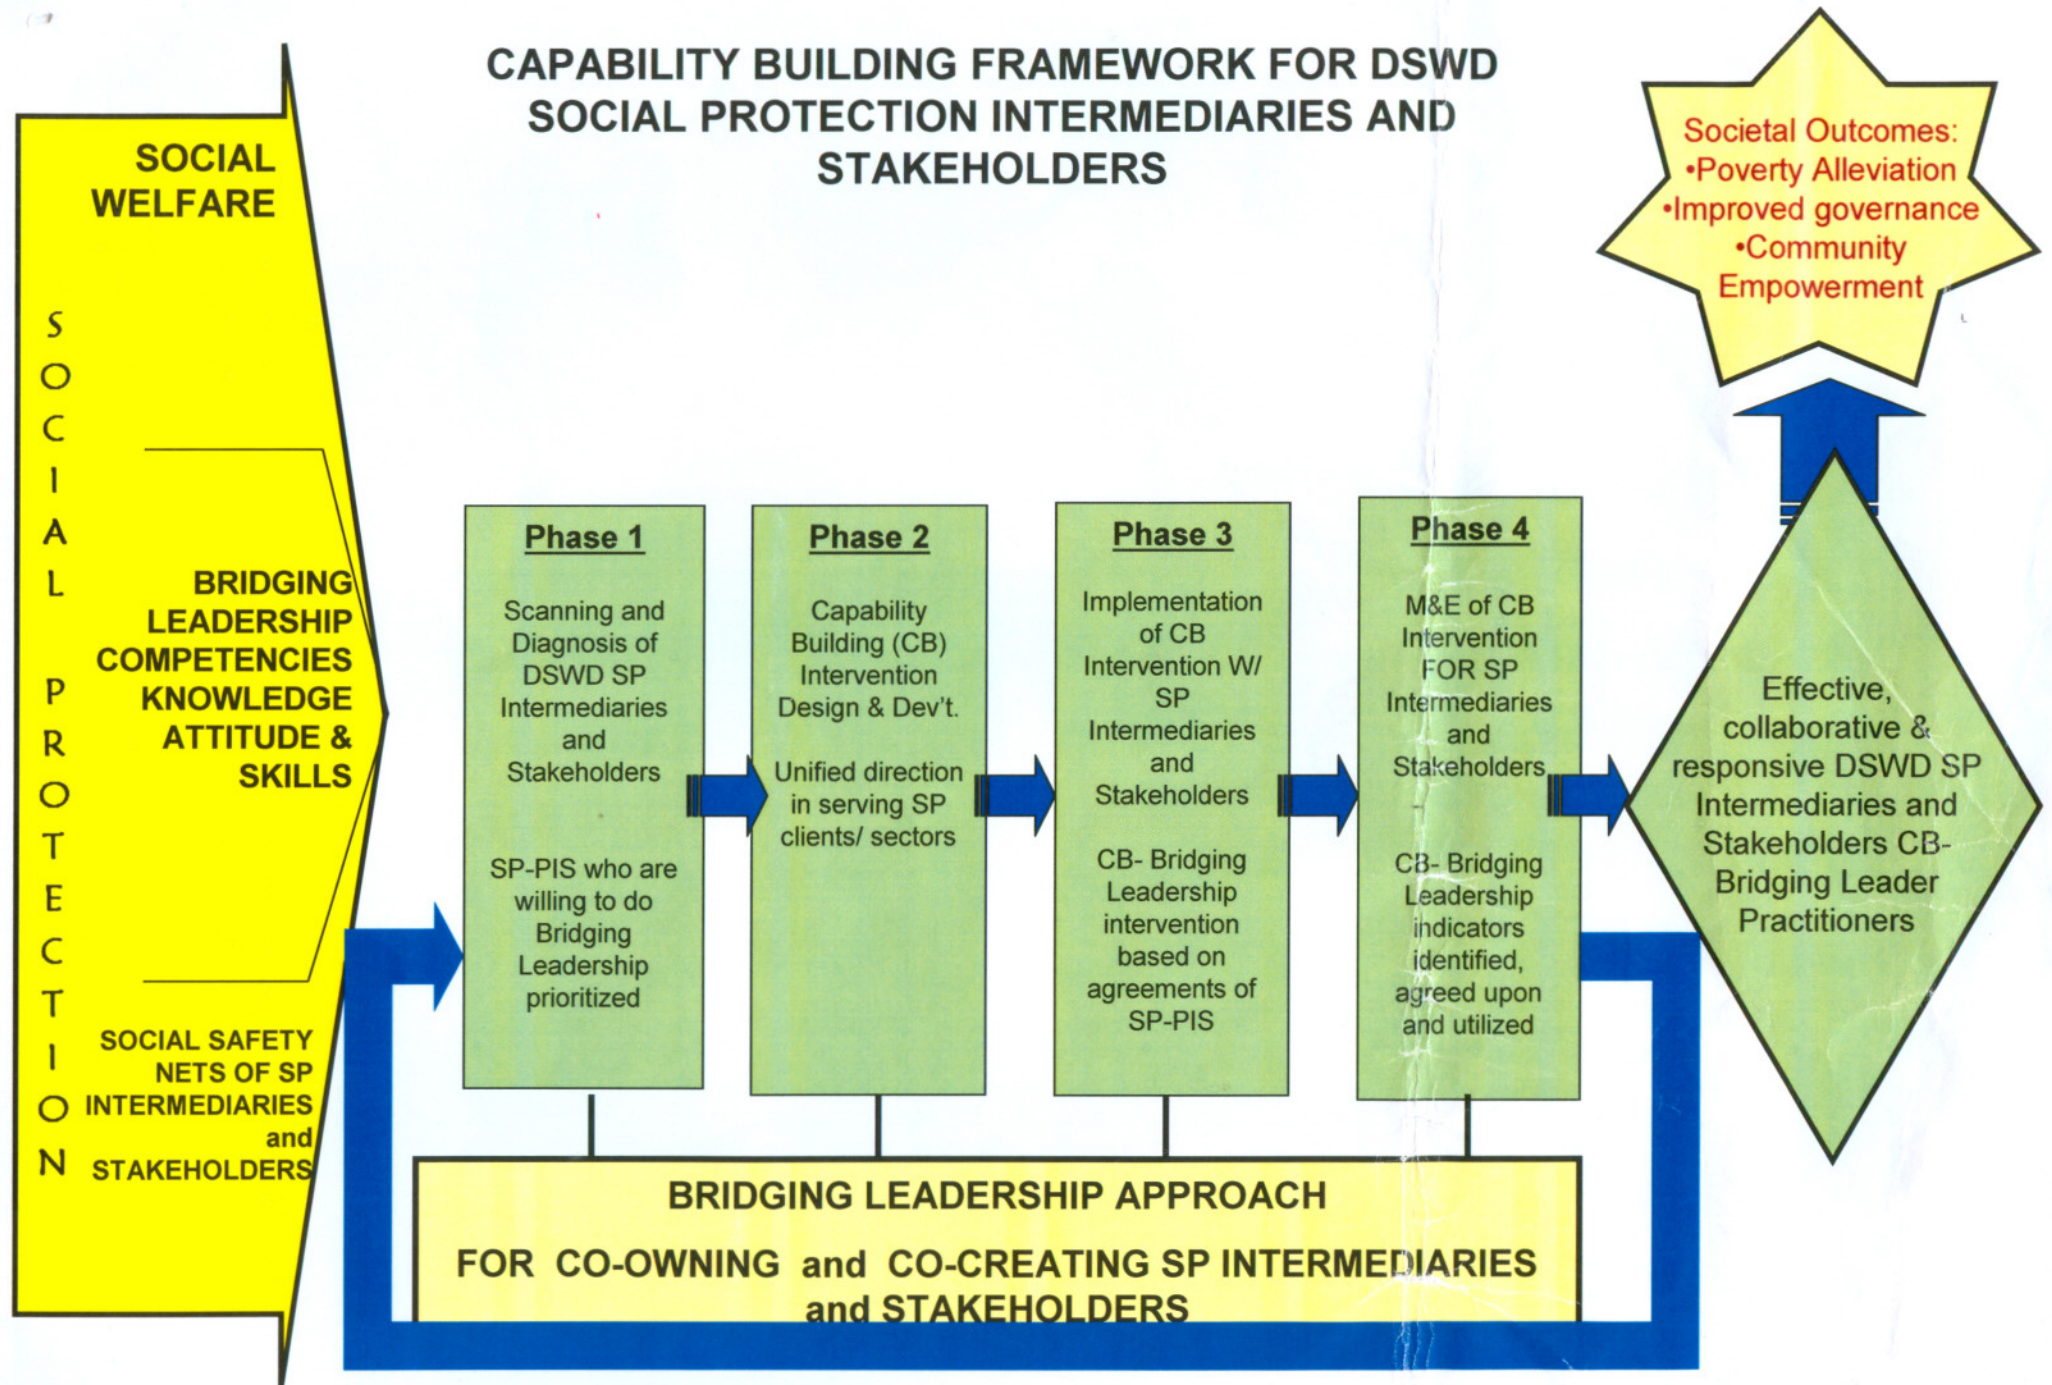 CAPABILITY BUILDING FRAMEWORK FOR DSWD
SOCIAL PROTECTION INTERMEDIARIES AND
STAKEHOLDERS
SOCIAL
WELFARE
SOCIAL PROTECTION
BRIDGING
LEADERSHIP
COMPETENCIES
KNOWLEDGE
ATTITUDE &
SKILLS
SOCIAL SAFETY
NETS OF SP
INTERMEDIARIES
and
STAKEHOLDERS
Phase 1
Scanning and
Diagnosis of
DSWD SP
Intermediaries
and
Stakeholders
SP-PIS who are
willing to do
Bridging
Leadership
prioritized
Phase 2
Capability
Building (CB)
Intervention
Design & Dev't.
Unified direction
in serving SP
clients/ sectors
Phase 3
Implementation
of CB
Intervention W/
SP
Intermediaries
and
Stakeholders
CB- Bridging
Leadership
intervention
based on
agreements of
SP-PIS
Phase 4
M&E of CB
Intervention
FOR SP
Intermediaries
and
Stakeholders
CB- Bridging
Leadership
indicators
identified,
agreed upon
and utilized
Effective,
collaborative &
responsive DSWD SP
Intermediaries and
Stakeholders CB-
Bridging Leader
Practitioners
Societal Outcomes:
•Poverty Alleviation
•Improved governance
•Community
Empowerment
BRIDGING LEADERSHIP APPROACH
FOR CO-OWNING and CO-CREATING SP INTERMEDIARIES
and STAKEHOLDERS